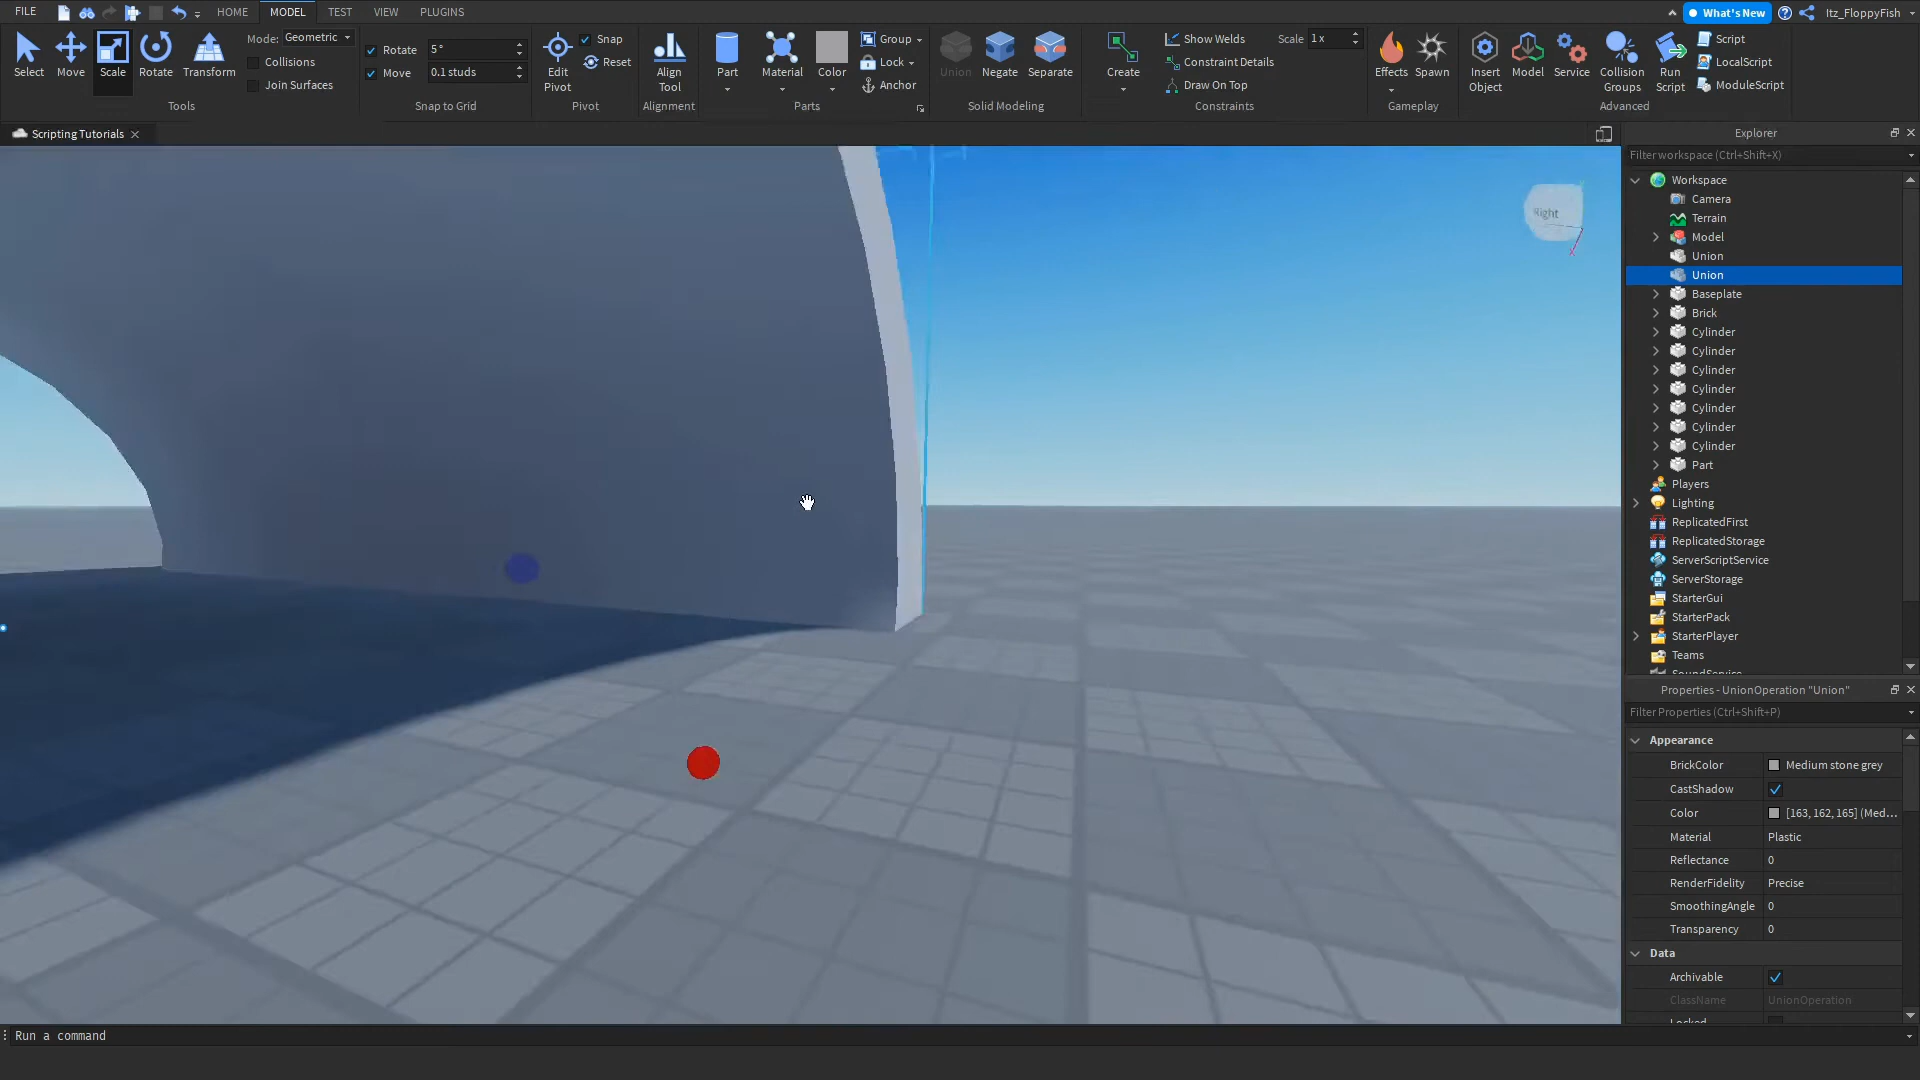 FILE HOME MODEL TEST VIEW PLUGINS What's New Itz_FloppyFish
Select Move Scale Rotate Transform
Mode: Geometric
Collisions
Join Surfaces
Tools
Rotate 5°
Move 0.1 studs
Snap to Grid
Edit Pivot
Snap
Reset
Pivot
Align Tool
Alignment
Part Material Color
Group
Lock
Anchor
Parts
Union Negate Separate
Solid Modeling
Create
Show Welds
Constraint Details
Draw On Top
Scale 1 x
Constraints
Effects Spawn
Gameplay
Insert Object Model Service Collision Groups Run Script
Script
LocalScript
ModuleScript
Advanced
Scripting Tutorials
Right
X
Explorer
Filter workspace (Ctrl+Shift+X)
Workspace
Camera
Terrain
Model
Union
Union
Baseplate
Brick
Cylinder
Cylinder
Cylinder
Cylinder
Cylinder
Cylinder
Cylinder
Part
Players
Lighting
ReplicatedFirst
ReplicatedStorage
ServerScriptService
ServerStorage
StarterGui
StarterPack
StarterPlayer
Teams
SoundService
Properties - UnionOperation "Union"
Filter Properties (Ctrl+Shift+P)
Appearance
BrickColor Medium stone grey
CastShadow
Color [163, 162, 165] (Med...
Material Plastic
Reflectance 0
RenderFidelity Precise
SmoothingAngle 0
Transparency 0
Data
Archivable
ClassName UnionOperation
Locked
Run a command